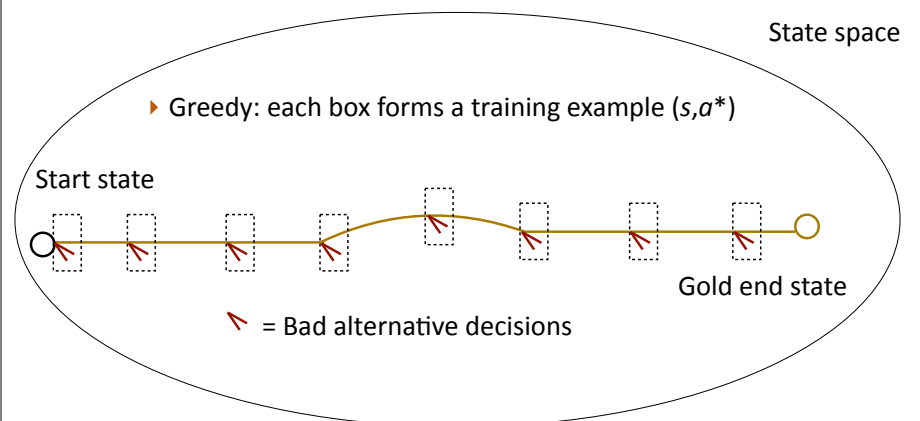 State space
▸ Greedy: each box forms a training example (s,a*)
Start state
Gold end state
= Bad alternative decisions